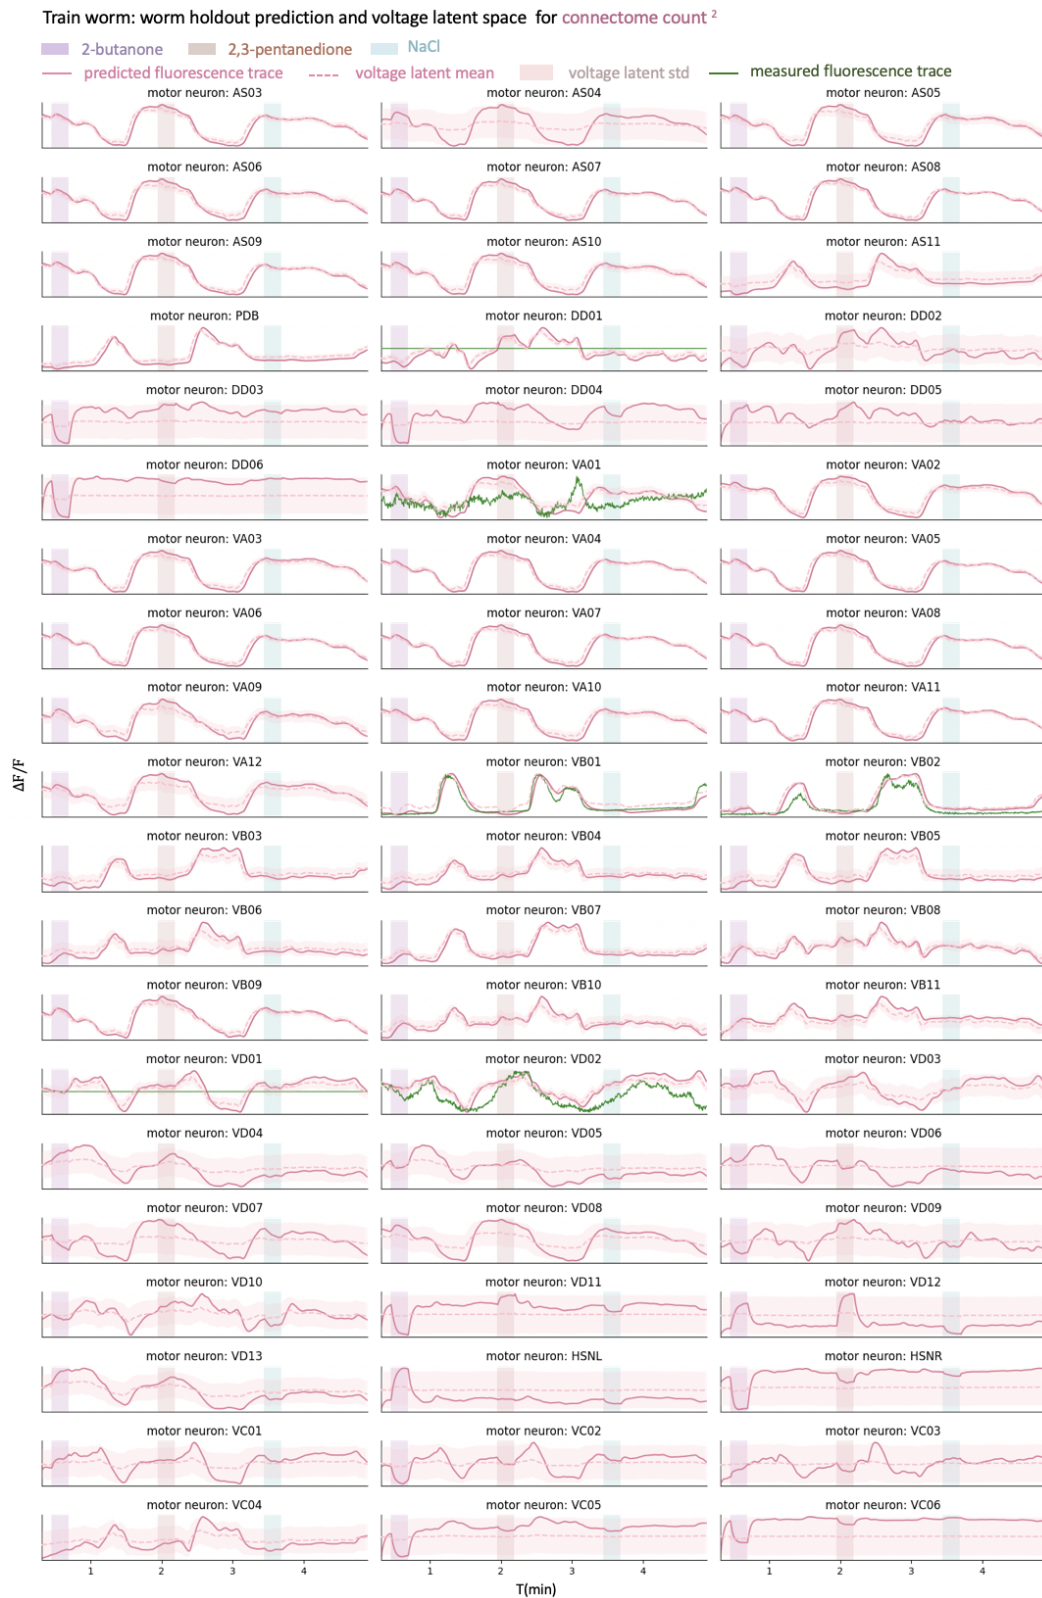 Train worm: worm holdout prediction and voltage latent space for connectome count ²
2-butanone 2,3-pentanedione NaCl
predicted fluorescence trace voltage latent mean voltage latent std measured fluorescence trace
motor neuron: AS03 motor neuron: AS04 motor neuron: AS05
motor neuron: AS06 motor neuron: AS07 motor neuron: AS08
motor neuron: AS09 motor neuron: AS10 motor neuron: AS11
motor neuron: PDB motor neuron: DD01 motor neuron: DD02
motor neuron: DD03 motor neuron: DD04 motor neuron: DD05
motor neuron: DD06 motor neuron: VA01 motor neuron: VA02
motor neuron: VA03 motor neuron: VA04 motor neuron: VA05
motor neuron: VA06 motor neuron: VA07 motor neuron: VA08
motor neuron: VA09 motor neuron: VA10 motor neuron: VA11
ΔF/F
motor neuron: VA12 motor neuron: VB01 motor neuron: VB02
motor neuron: VB03 motor neuron: VB04 motor neuron: VB05
motor neuron: VB06 motor neuron: VB07 motor neuron: VB08
motor neuron: VB09 motor neuron: VB10 motor neuron: VB11
motor neuron: VD01 motor neuron: VD02 motor neuron: VD03
motor neuron: VD04 motor neuron: VD05 motor neuron: VD06
motor neuron: VD07 motor neuron: VD08 motor neuron: VD09
motor neuron: VD10 motor neuron: VD11 motor neuron: VD12
motor neuron: VD13 motor neuron: HSNL motor neuron: HSNR
motor neuron: VC01 motor neuron: VC02 motor neuron: VC03
motor neuron: VC04 motor neuron: VC05 motor neuron: VC06
1 2 3 4 1 2 3 4 1 2 3 4
T(min)